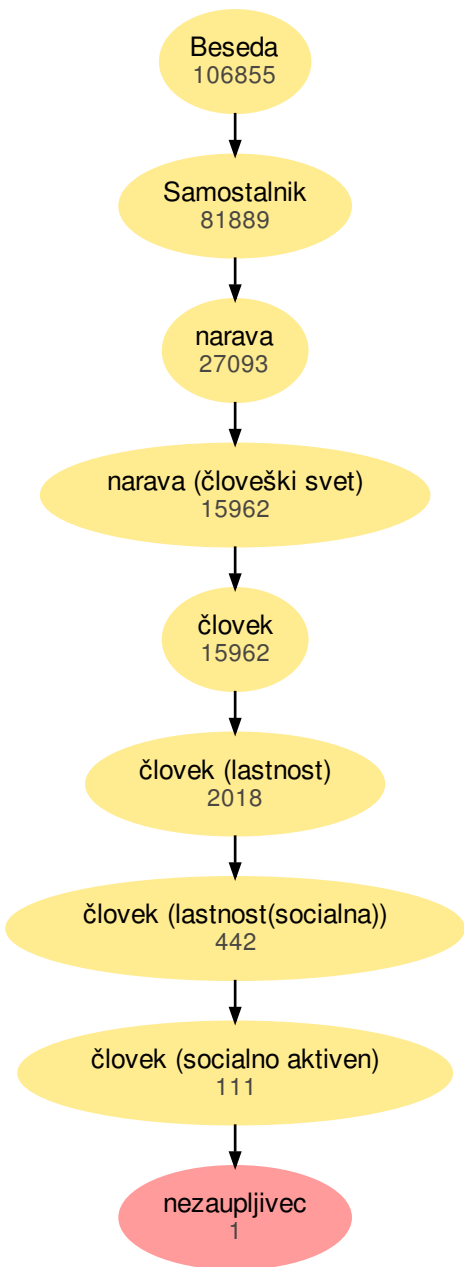 Beseda
106855
Samostalnik
81889
narava
27093
narava (človeški svet)
15962
človek
15962
človek (lastnost)
2018
človek (lastnost(socialna))
442
človek (socialno aktiven)
111
nezaupljivec
1